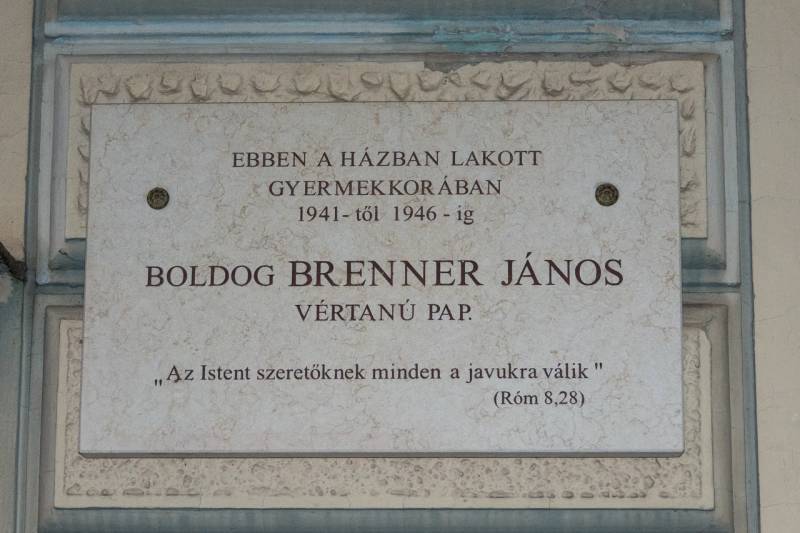 EBBEN A HÁZBAN LAKOTT
GYERMEKKORÁBAN
1941- től 1946 - ig
BOLDOG BRENNER JÁNOS
VÉRTANÚ PAP.
„Az Istent szeretőknek minden a javukra válik"
(Róm 8,28)